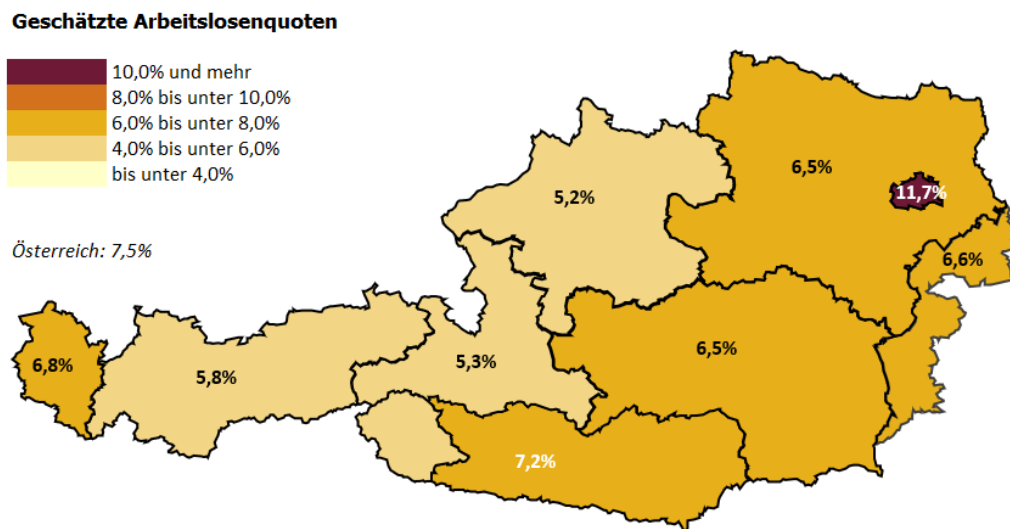 Geschätzte Arbeitslosenquoten
10,0% und mehr
8,0% bis unter 10,0%
6,0% bis unter 8,0%
4,0% bis unter 6,0%
bis unter 4,0%
Österreich: 7,5%
6,5%
11,7%
5,2%
6,6%
6,8%
5,8%
5,3%
6,5%
7,2%